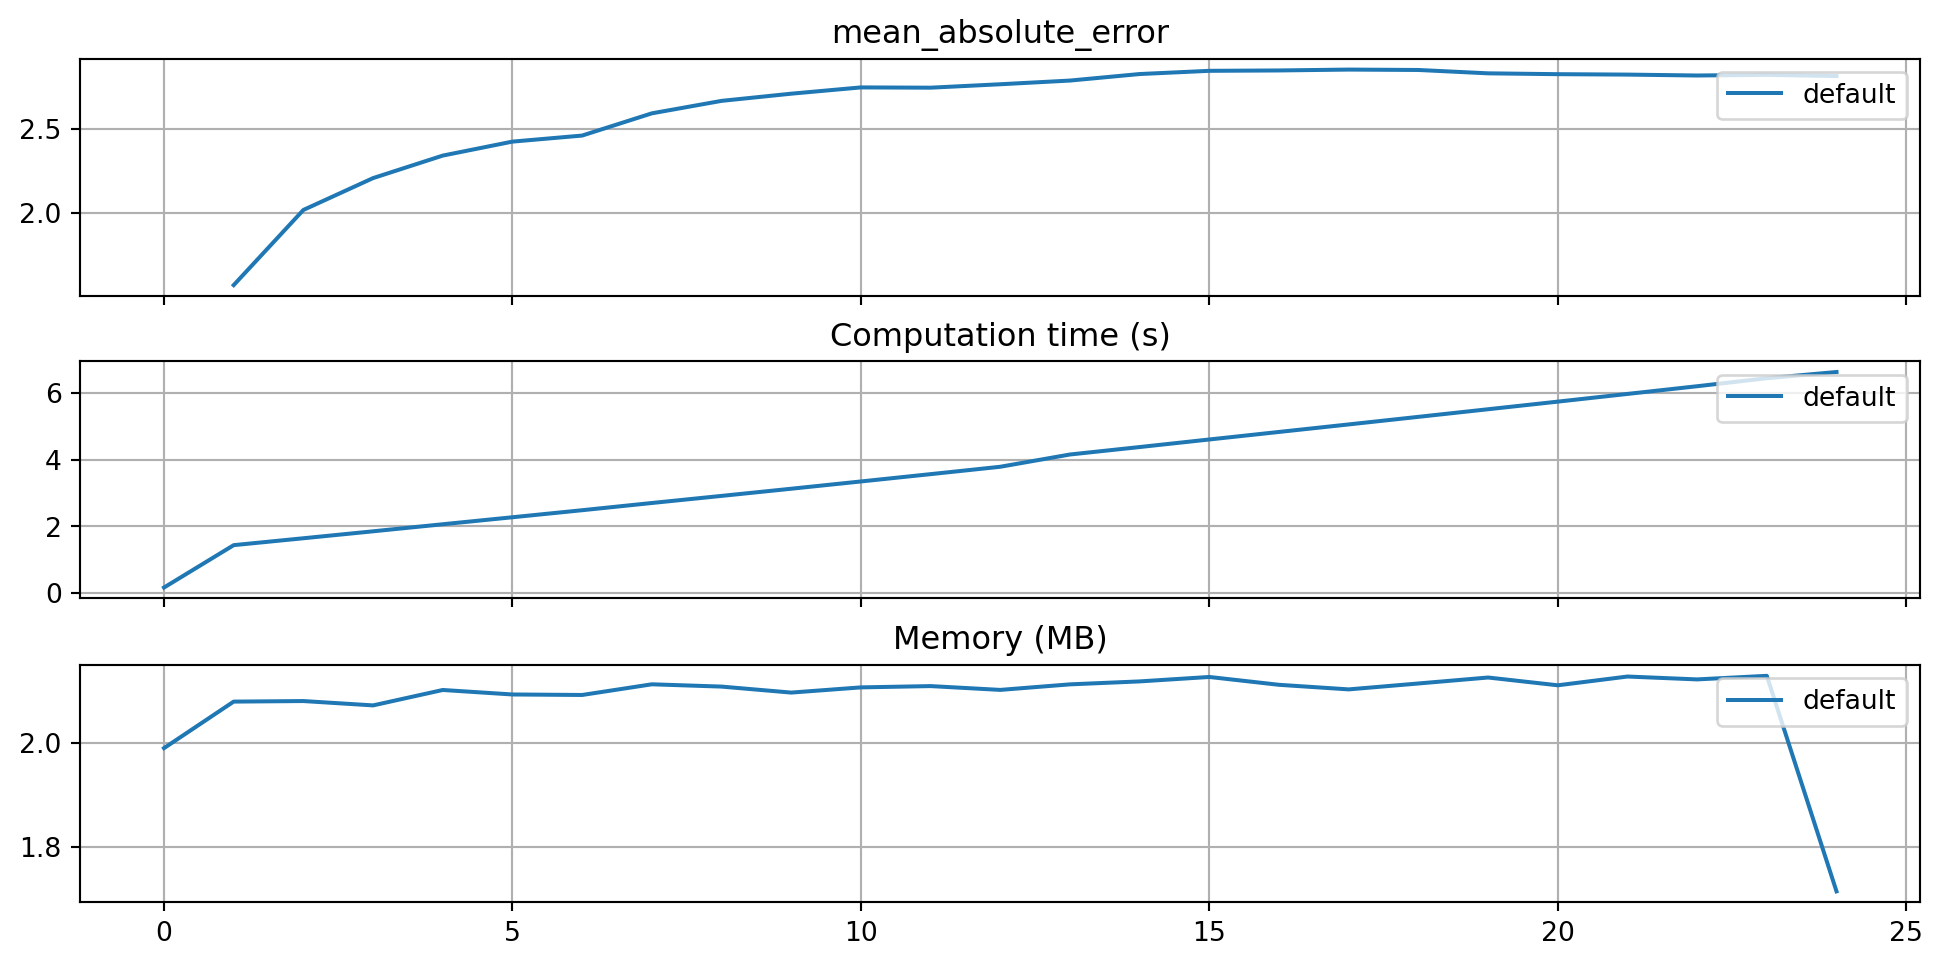 mean_absolute_error
2.5
2.0
default
Computation time (s)
6
4
2
0
default
Memory (MB)
2.0
1.8
default
0 5 10 15 20 25